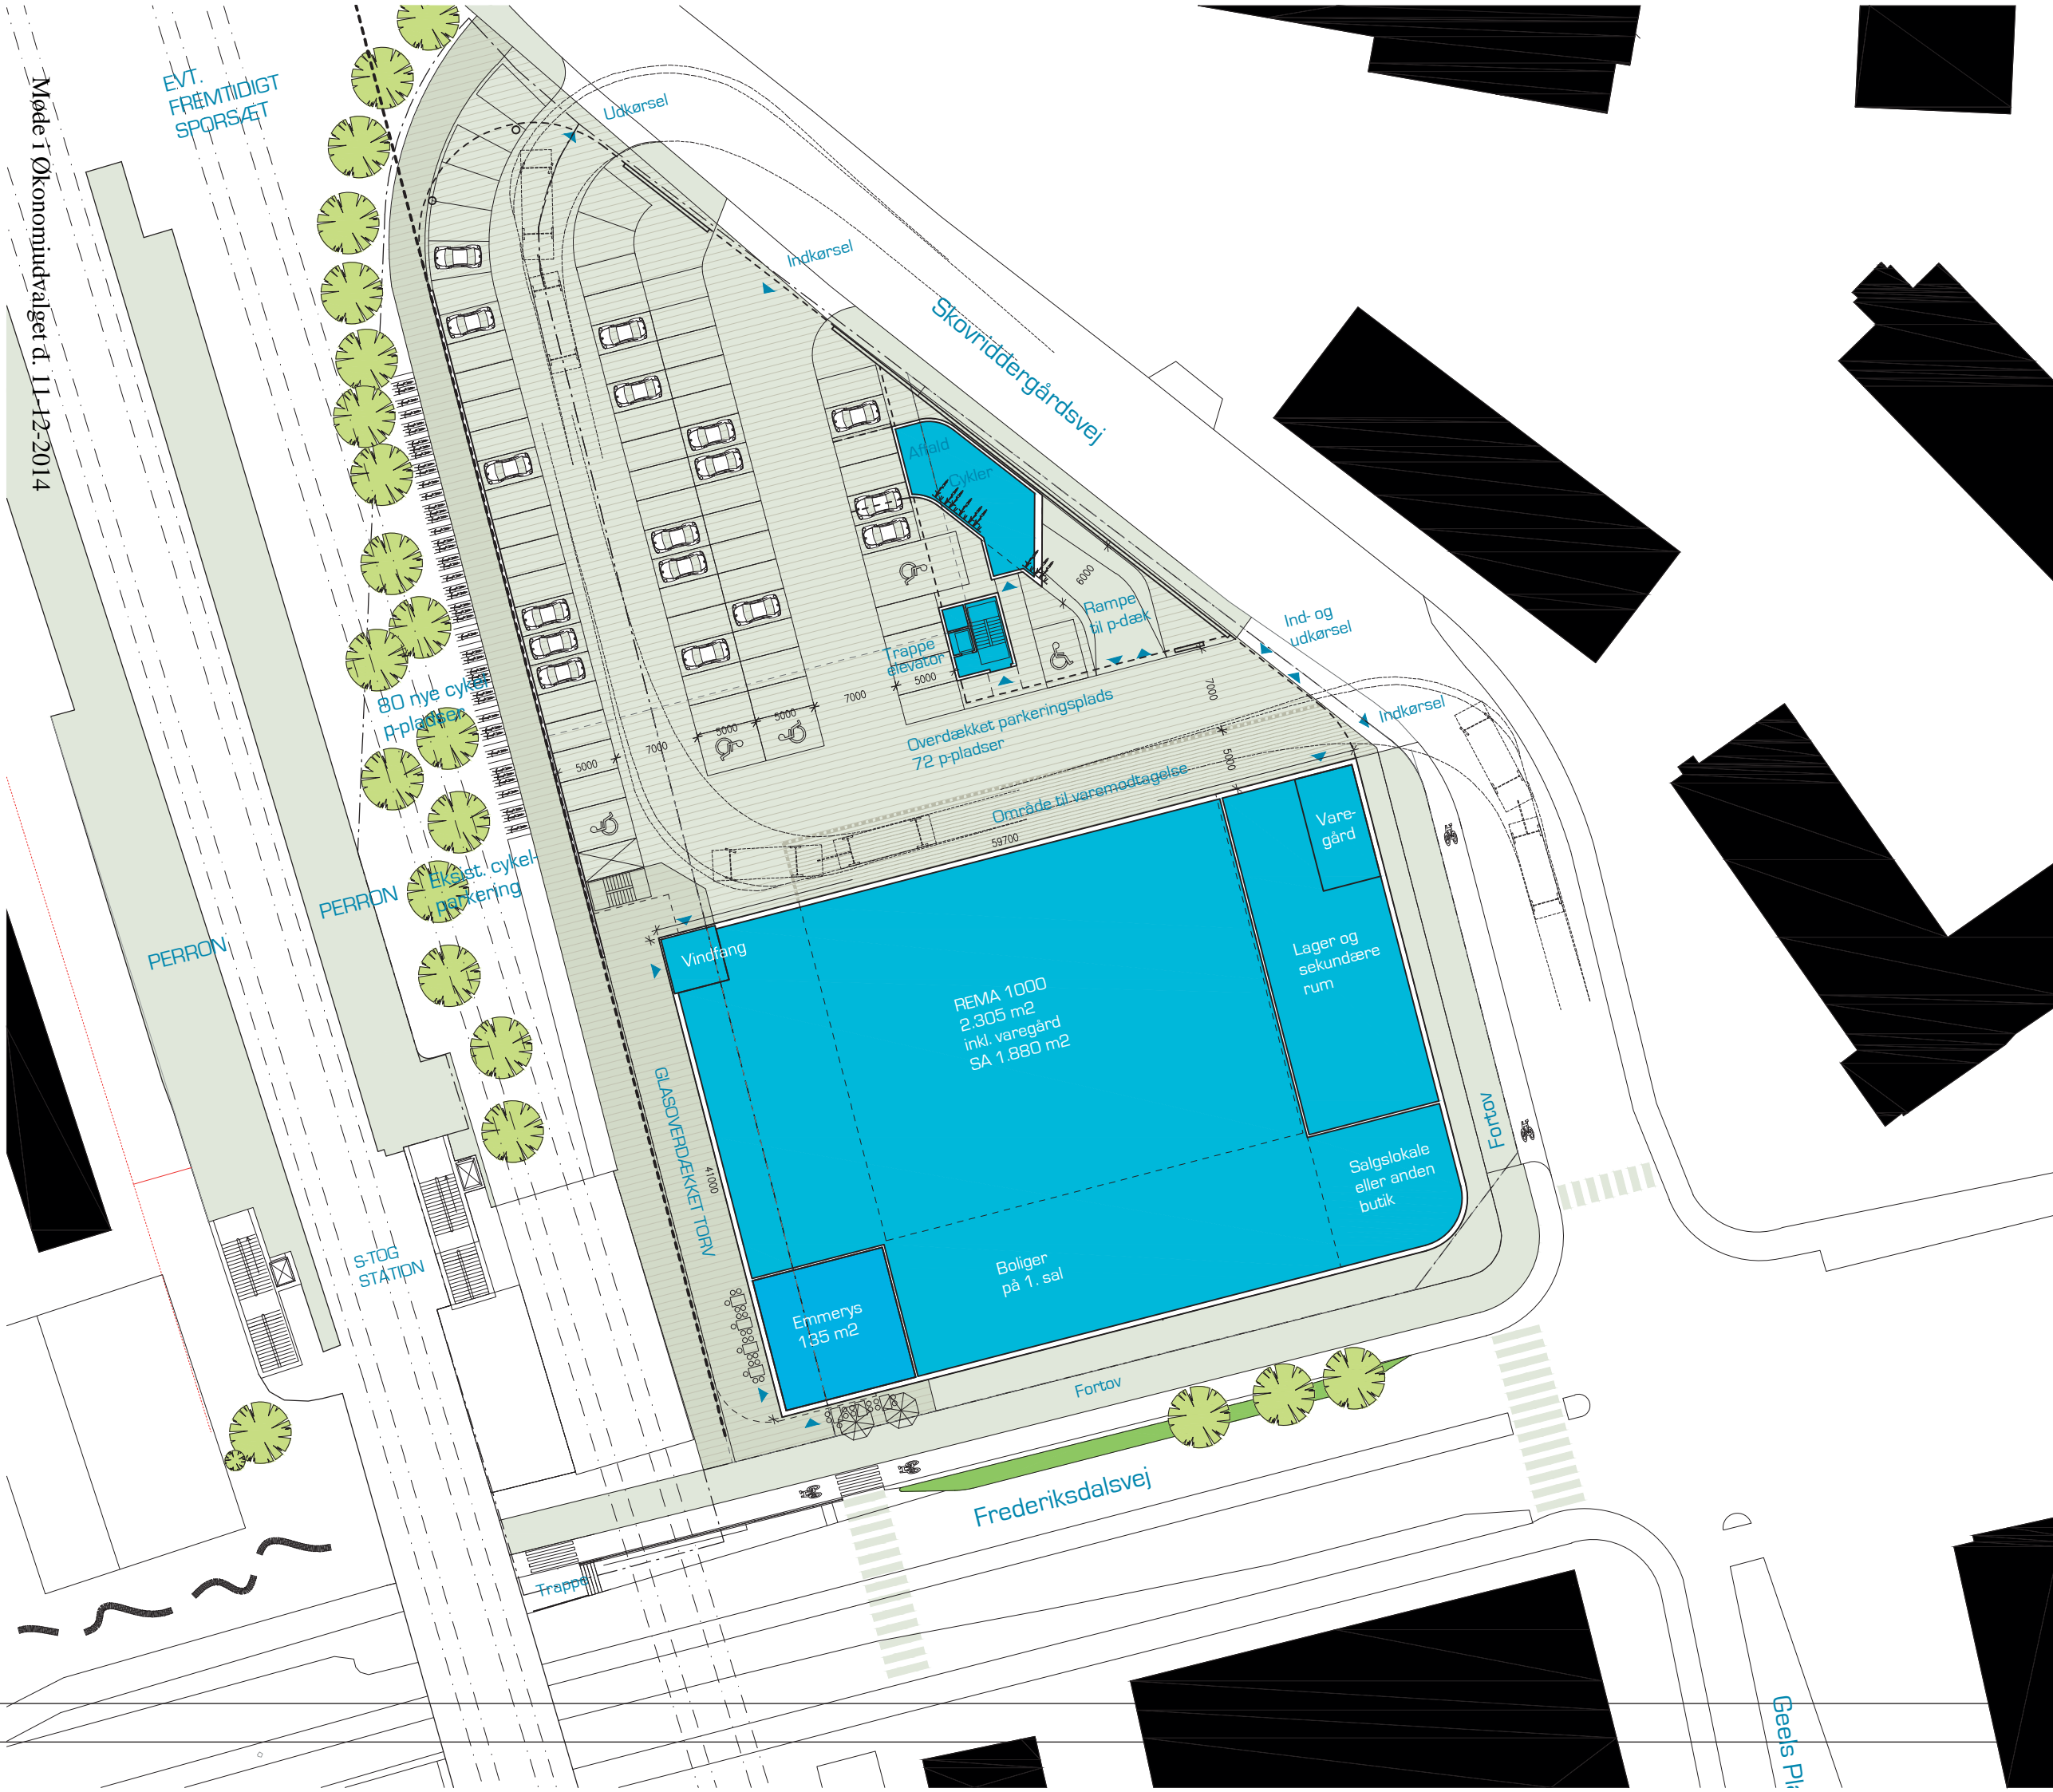 Møde i Økonomiudvalget d. 11-12-2014
EVT.
FREMTIDIGT
SPORSÆT
Udkørsel
Indkørsel
Skovriddergårdsvej
Affald
Cykler
6000
Rampe
til p-dæk
Ind- og
udkørsel
Trappe
elevator
5000
7000
5000
5000
7000
5000
7000
Indkørsel
80 nye cykel-
p-pladser
Overdækket parkeringsplads
72 p-pladser
5000
Område til varemodtagelse
59700
Vare-
gård
PERRON
PERRON
Eksist. cykel-
parkering
Vindfang
Lager og
sekundære
rum
REMA 1000
2.305 m2
inkl. varegård
SA 1.880 m2
GLASOVERDÆKKET TORV
41000
Fortov
Salgslokale
eller anden
butik
S-TOG
STATION
Boliger
på 1. sal
Emmerys
135 m2
Fortov
Frederiksdalsvej
Trappe
Geels Pl